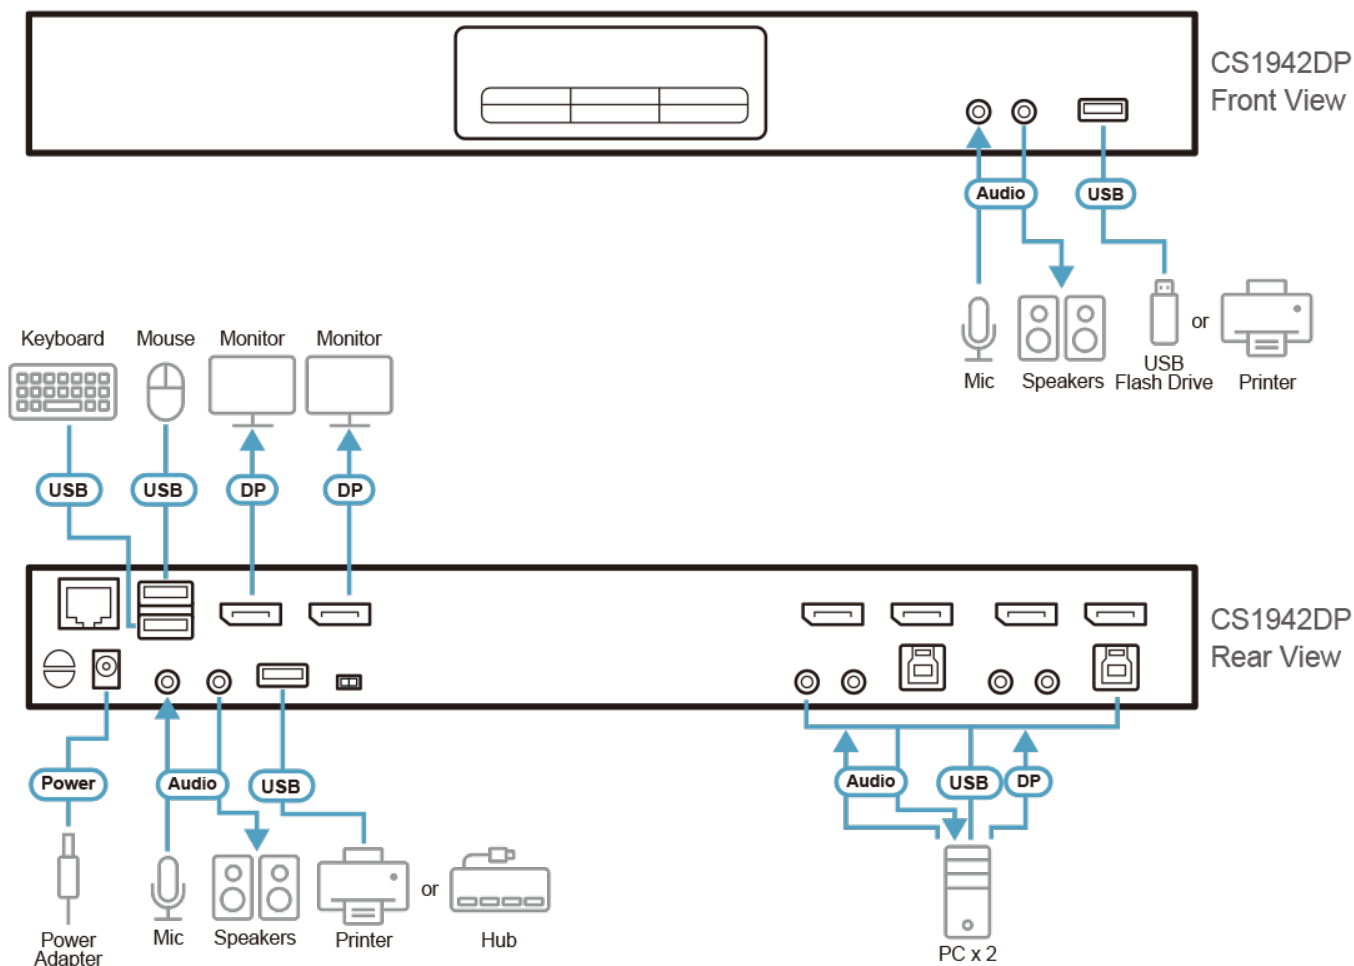 CS1942DP
Front View
Audio
USB
Mic
Speakers
USB
Flash Drive
or
Printer
Keyboard
Mouse
Monitor
Monitor
USB
USB
DP
DP
CS1942DP
Rear View
Power
Audio
USB
Audio
USB
DP
Power
Adapter
Mic
Speakers
Printer
or
Hub
PC x 2